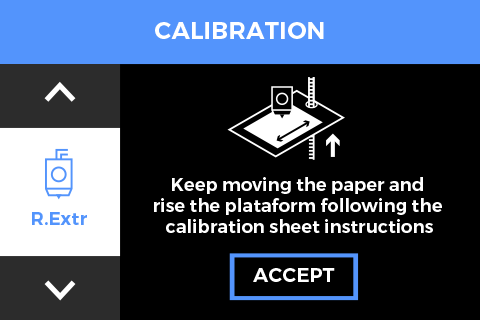 CALIBRATION
R.Extr
Keep moving the paper and
rise the plataform following the
calibration sheet instructions
ACCEPT